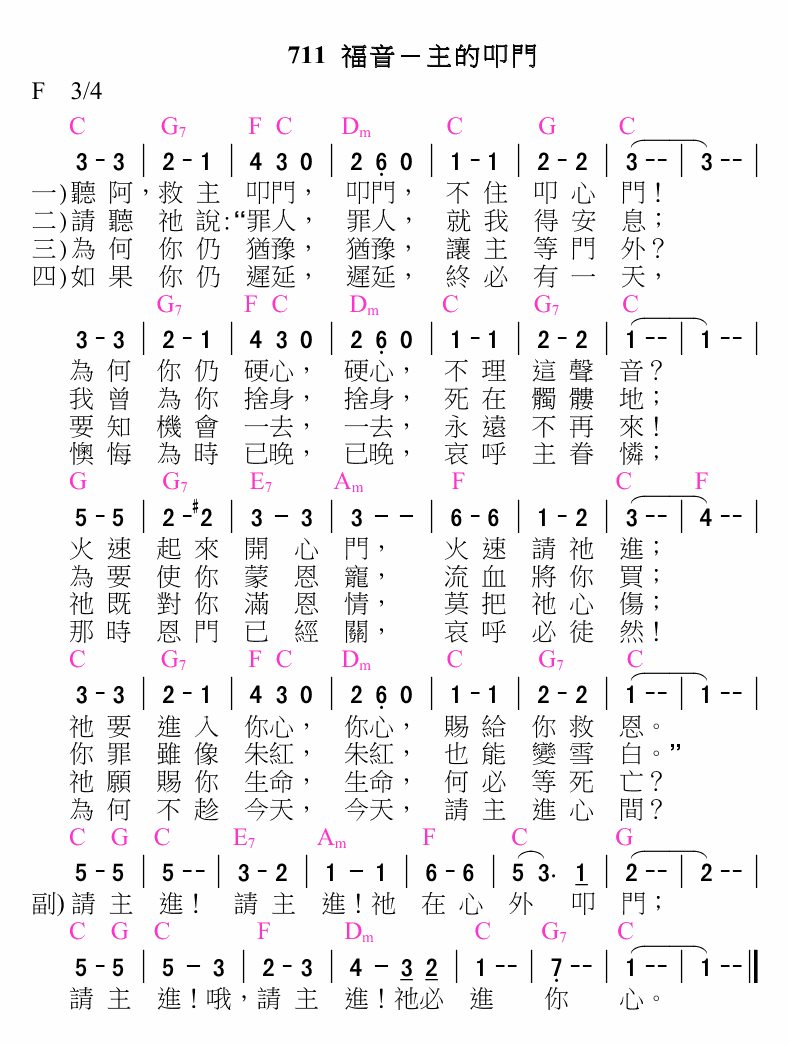 711 福音－主的叩門
F 3/4
C G7 F C Dm C G C
3 - 3 | 2 - 1 | 4 3 0 | 2 6̣ 0 | 1 - 1 | 2 - 2 | 3 - - | 3 - - |
一)聽 阿，救 主 叩門， 叩門， 不 住 叩 心 門！
二)請 聽 祂 說：“罪人， 罪人， 就 我 得 安 息；
三)為 何 你 仍 猶豫， 猶豫， 讓 主 等 門 外？
四)如 果 你 仍 遲延， 遲延， 終 必 有 一 天，
G7 F C Dm C G7 C
3 - 3 | 2 - 1 | 4 3 0 | 2 6̣ 0 | 1 - 1 | 2 - 2 | 1 - - | 1 - - |
為 何 你 仍 硬心， 硬心， 不 理 這 聲 音？
我 曾 為 你 捨身， 捨身， 死 在 髑 髏 地；
要 知 機 會 一去， 一去， 永 遠 不 再 來！
懊 悔 為 時 已晚， 已晚， 哀 呼 主 眷 憐；
G G7 E7 Am F C F
5 - 5 | 2 - #2 | 3 - 3 | 3 - - | 6 - 6 | 1 - 2 | 3 - - | 4 - - |
火 速 起 來 開 心 門， 火 速 請 祂 進；
為 要 使 你 蒙 恩 寵， 流 血 將 你 買；
祂 既 對 你 滿 恩 情， 莫 把 祂 心 傷；
那 時 恩 門 已 經 關， 哀 呼 必 徒 然！
C G7 F C Dm C G7 C
3 - 3 | 2 - 1 | 4 3 0 | 2 6̣ 0 | 1 - 1 | 2 - 2 | 1 - - | 1 - - |
祂 要 進 入 你心， 你心， 賜 給 你 救 恩。
你 罪 雖 像 朱紅， 朱紅， 也 能 變 雪 白。”
祂 願 賜 你 生命， 生命， 何 必 等 死 亡？
為 何 不 趁 今天， 今天， 請 主 進 心 間？
C G C E7 Am F C G
5 - 5 | 5 - - | 3 - 2 | 1 - 1 | 6 - 6 | 5 3. 1 | 2 - - | 2 - - |
副)請 主 進！ 請 主 進！祂 在 心 外 叩 門；
C G C F Dm C G7 C
5 - 5 | 5 - 3 | 2 - 3 | 4 - 3 2 | 1 - - | 7̣ - - | 1 - - | 1 - - ‖
請 主 進！哦，請 主 進！祂必 進 你 心。